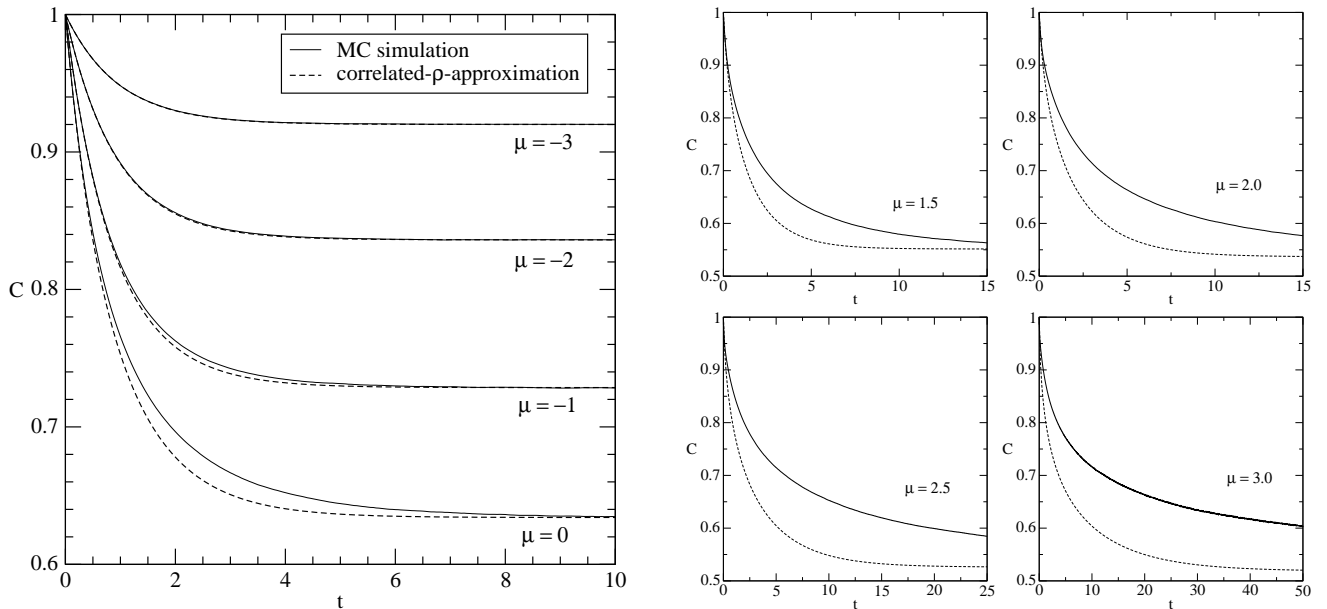 1
0.9
0.8
0.7
0.6
C
0
2
4
6
8
10
t
MC simulation
correlated-ρ-approximation
μ = −3
μ = −2
μ = −1
μ = 0
1
0.9
0.8
0.7
0.6
0.5
C
0
5
10
15
t
μ = 1.5
1
0.9
0.8
0.7
0.6
0.5
C
0
5
10
15
t
μ = 2.0
1
0.9
0.8
0.7
0.6
0.5
C
0
5
10
15
20
25
t
μ = 2.5
1
0.9
0.8
0.7
0.6
0.5
C
0
10
20
30
40
50
t
μ = 3.0